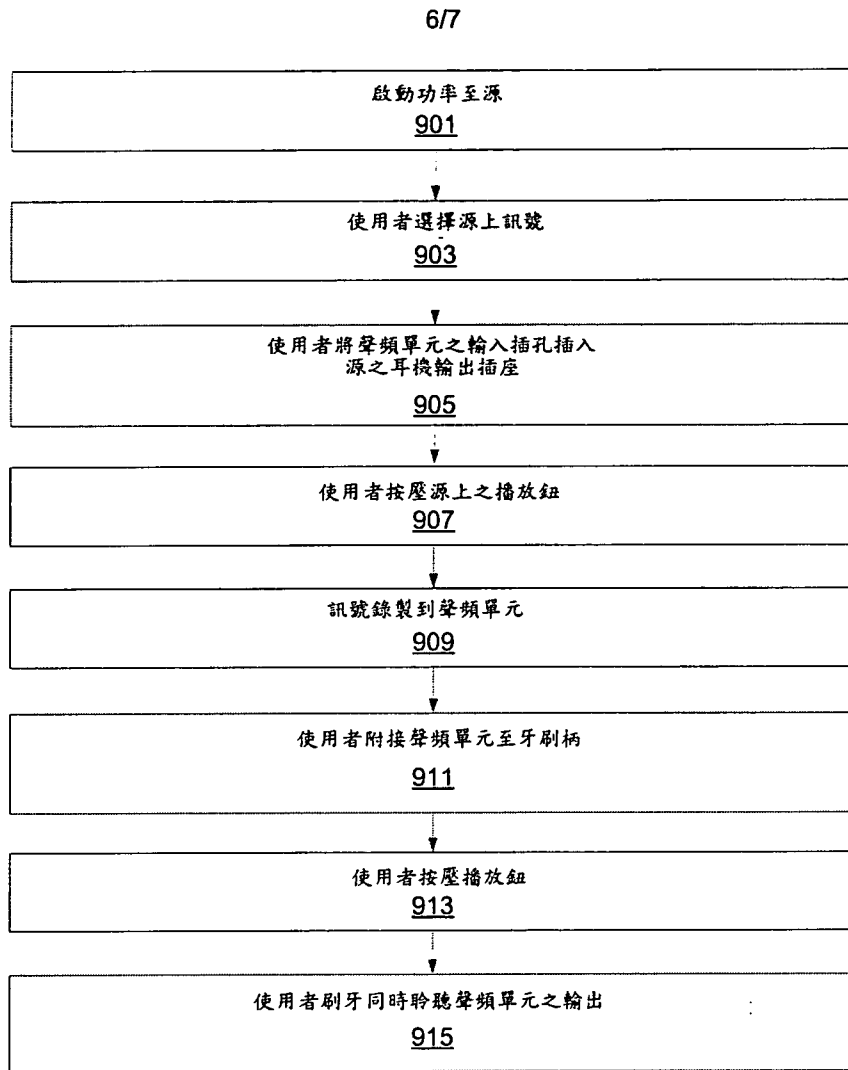 6/7
啟動功率至源
901
使用者選擇源上訊號
903
使用者將聲頻單元之輸入插孔插入
源之耳機輸出插座
905
使用者按壓源上之播放鈕
907
訊號錄製到聲頻單元
909
使用者附接聲頻單元至牙刷柄
911
使用者按壓播放鈕
913
使用者刷牙同時聆聽聲頻單元之輸出
915